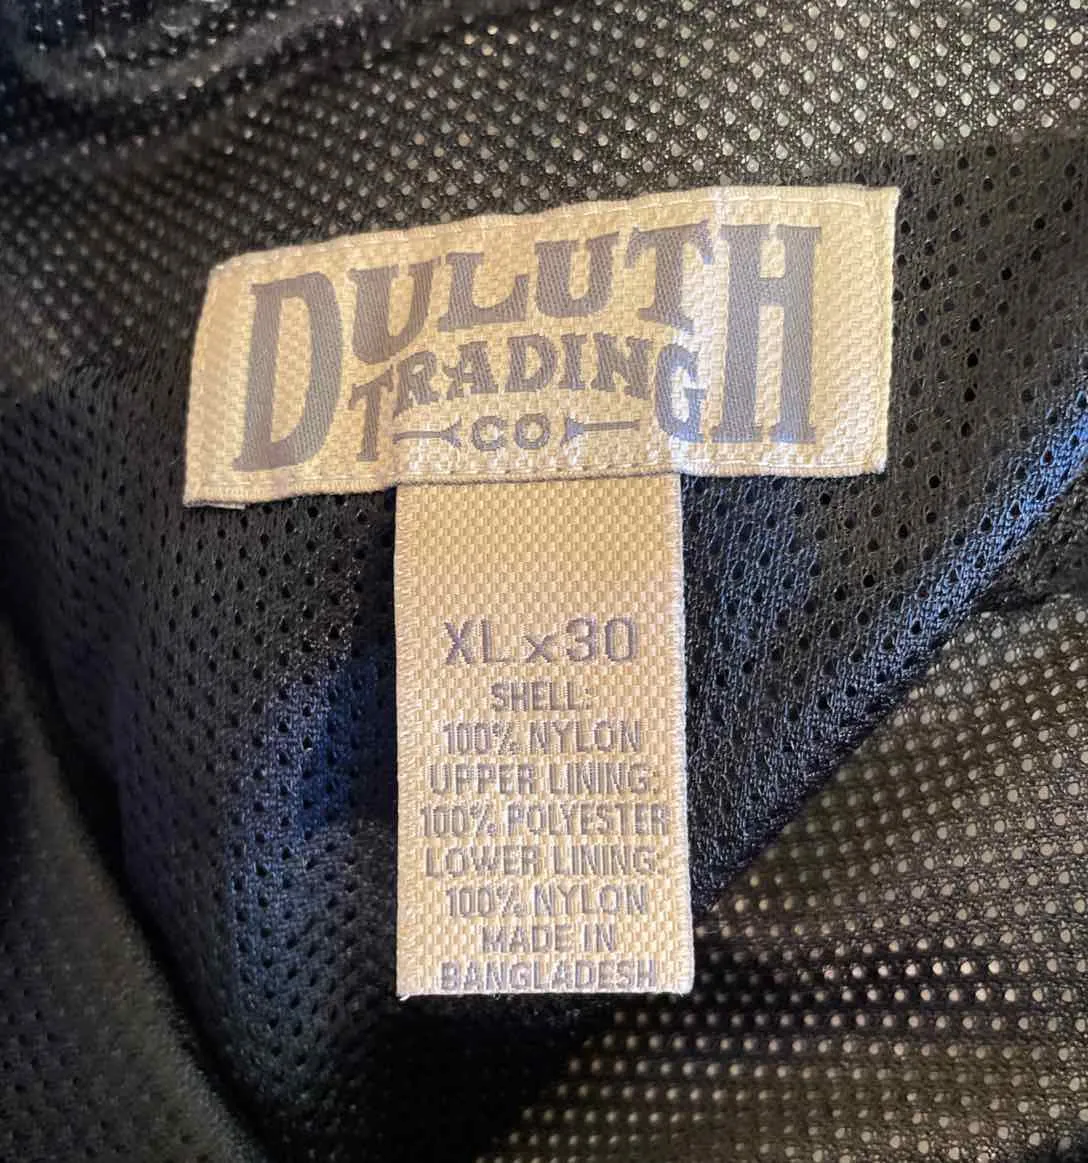 DULUTH
TRADING
CO
XL x 30
SHELL:
100% NYLON
UPPER LINING:
100% POLYESTER
LOWER LINING:
100% NYLON
MADE IN
BANGLADESH